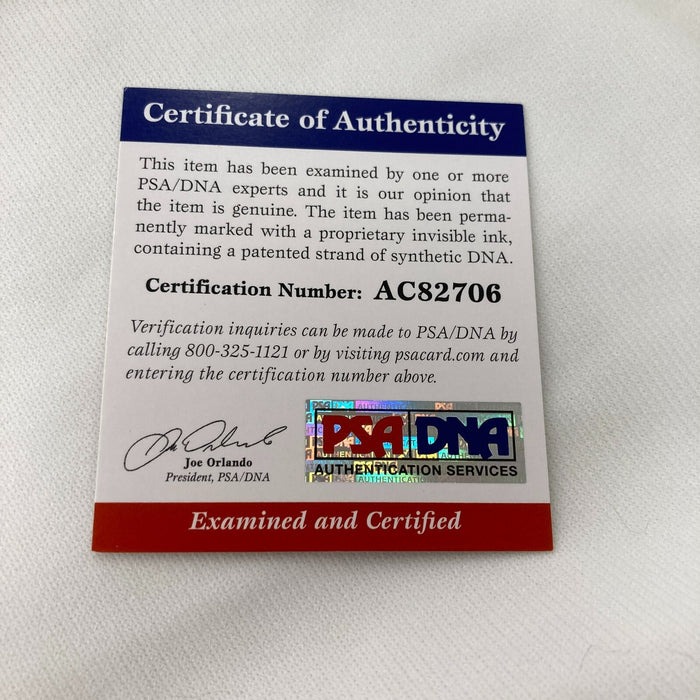 Certificate of Authenticity
This item has been examined by one or more
PSA/DNA experts and it is our opinion that
the item is genuine. The item has been perma-
nently marked with a proprietary invisible ink,
containing a patented strand of synthetic DNA.
Certification Number: AC82706
Verification inquiries can be made to PSA/DNA by
calling 800-325-1121 or by visiting psacard.com and
entering the certification number above.
Joe Orlando
President, PSA/DNA
PSA DNA
AUTHENTICATION SERVICES
Examined and Certified